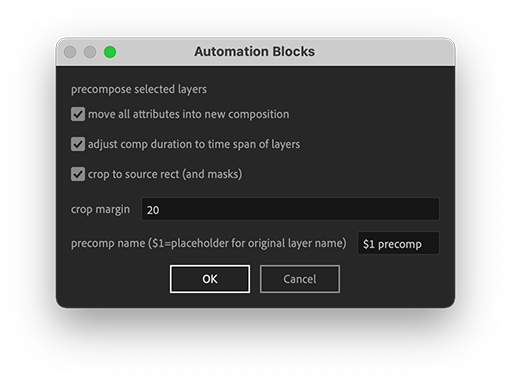 Automation Blocks
precompose selected layers
move all attributes into new composition
adjust comp duration to time span of layers
crop to source rect (and masks)
crop margin 20
precomp name ($1=placeholder for original layer name) $1 precomp
OK Cancel